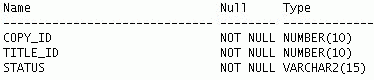 Name                            Null     Type
------------------------------- -------- ------------
COPY_ID                         NOT NULL NUMBER(10)
TITLE_ID                        NOT NULL NUMBER(10)
STATUS                          NOT NULL VARCHAR2(15)